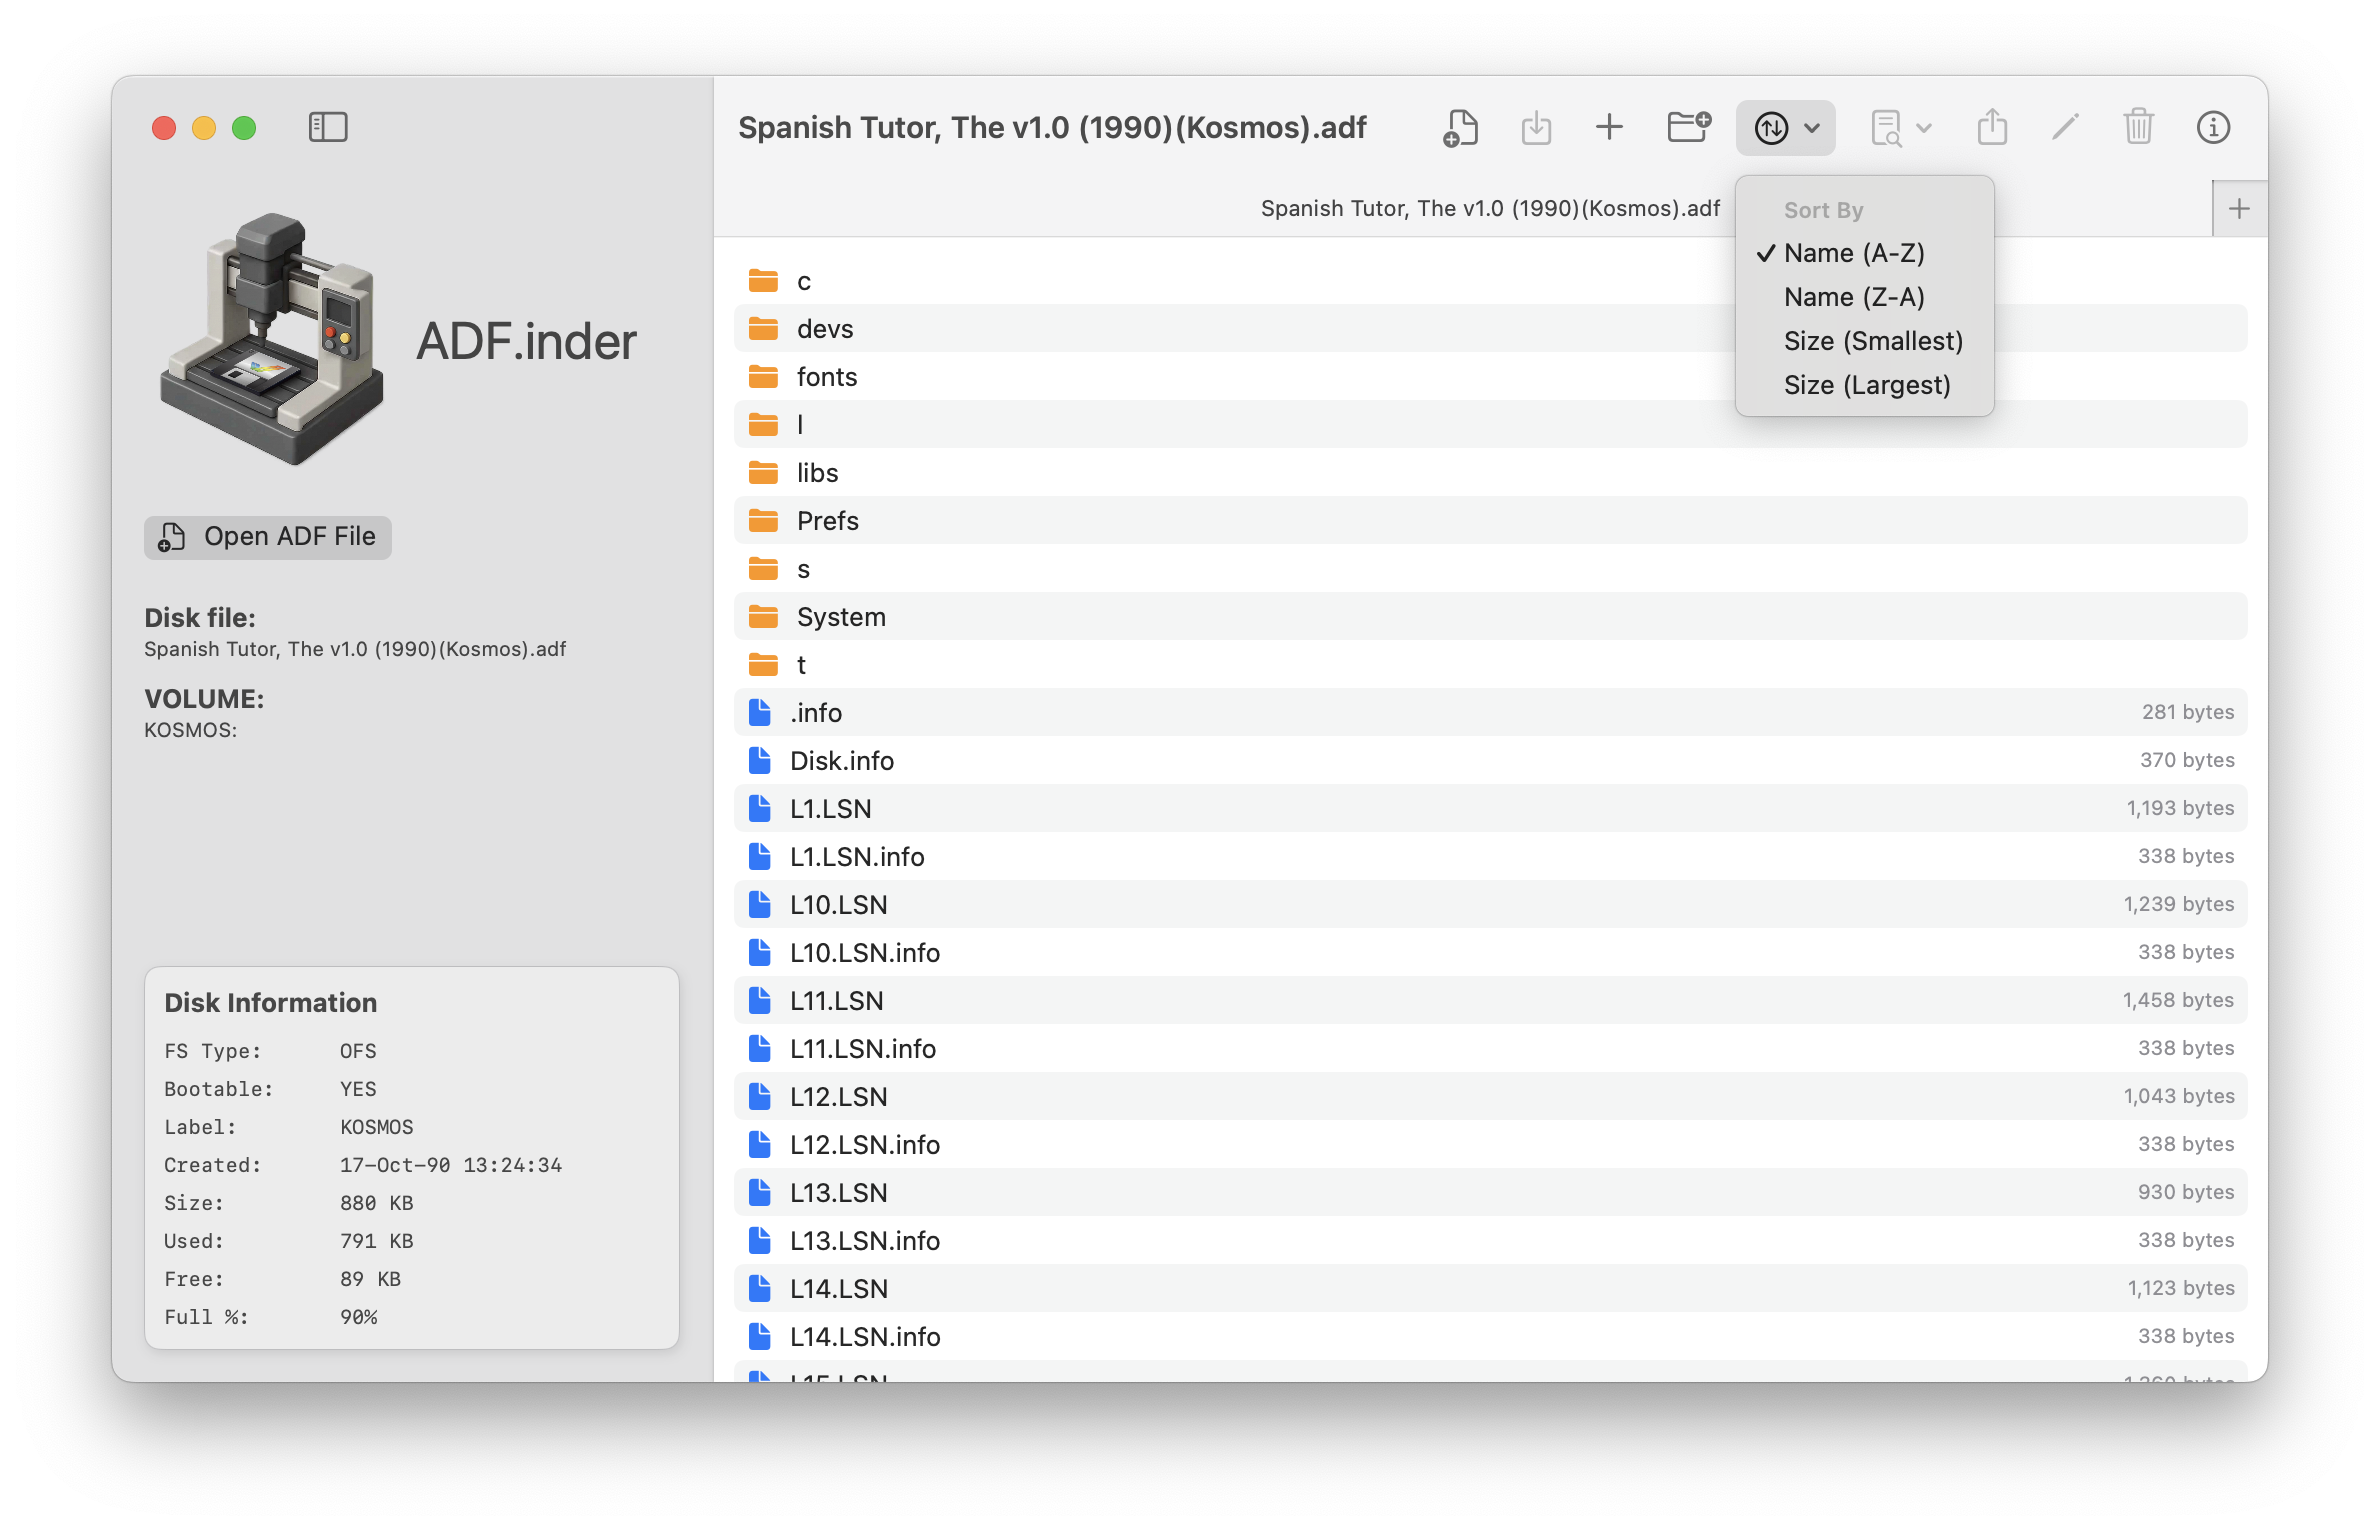 Spanish Tutor, The v1.0 (1990)(Kosmos).adf
Spanish Tutor, The v1.0 (1990)(Kosmos).adf
Sort By
Name (A-Z)
Name (Z-A)
Size (Smallest)
Size (Largest)
ADF.inder
Open ADF File
Disk file:
Spanish Tutor, The v1.0 (1990)(Kosmos).adf
VOLUME:
KOSMOS:
Disk Information
FS Type: OFS
Bootable: YES
Label: KOSMOS
Created: 17-Oct-90 13:24:34
Size: 880 KB
Used: 791 KB
Free: 89 KB
Full %: 90%
c
devs
fonts
l
libs
Prefs
s
System
t
.info 281 bytes
Disk.info 370 bytes
L1.LSN 1,193 bytes
L1.LSN.info 338 bytes
L10.LSN 1,239 bytes
L10.LSN.info 338 bytes
L11.LSN 1,458 bytes
L11.LSN.info 338 bytes
L12.LSN 1,043 bytes
L12.LSN.info 338 bytes
L13.LSN 930 bytes
L13.LSN.info 338 bytes
L14.LSN 1,123 bytes
L14.LSN.info 338 bytes
L15.LSN